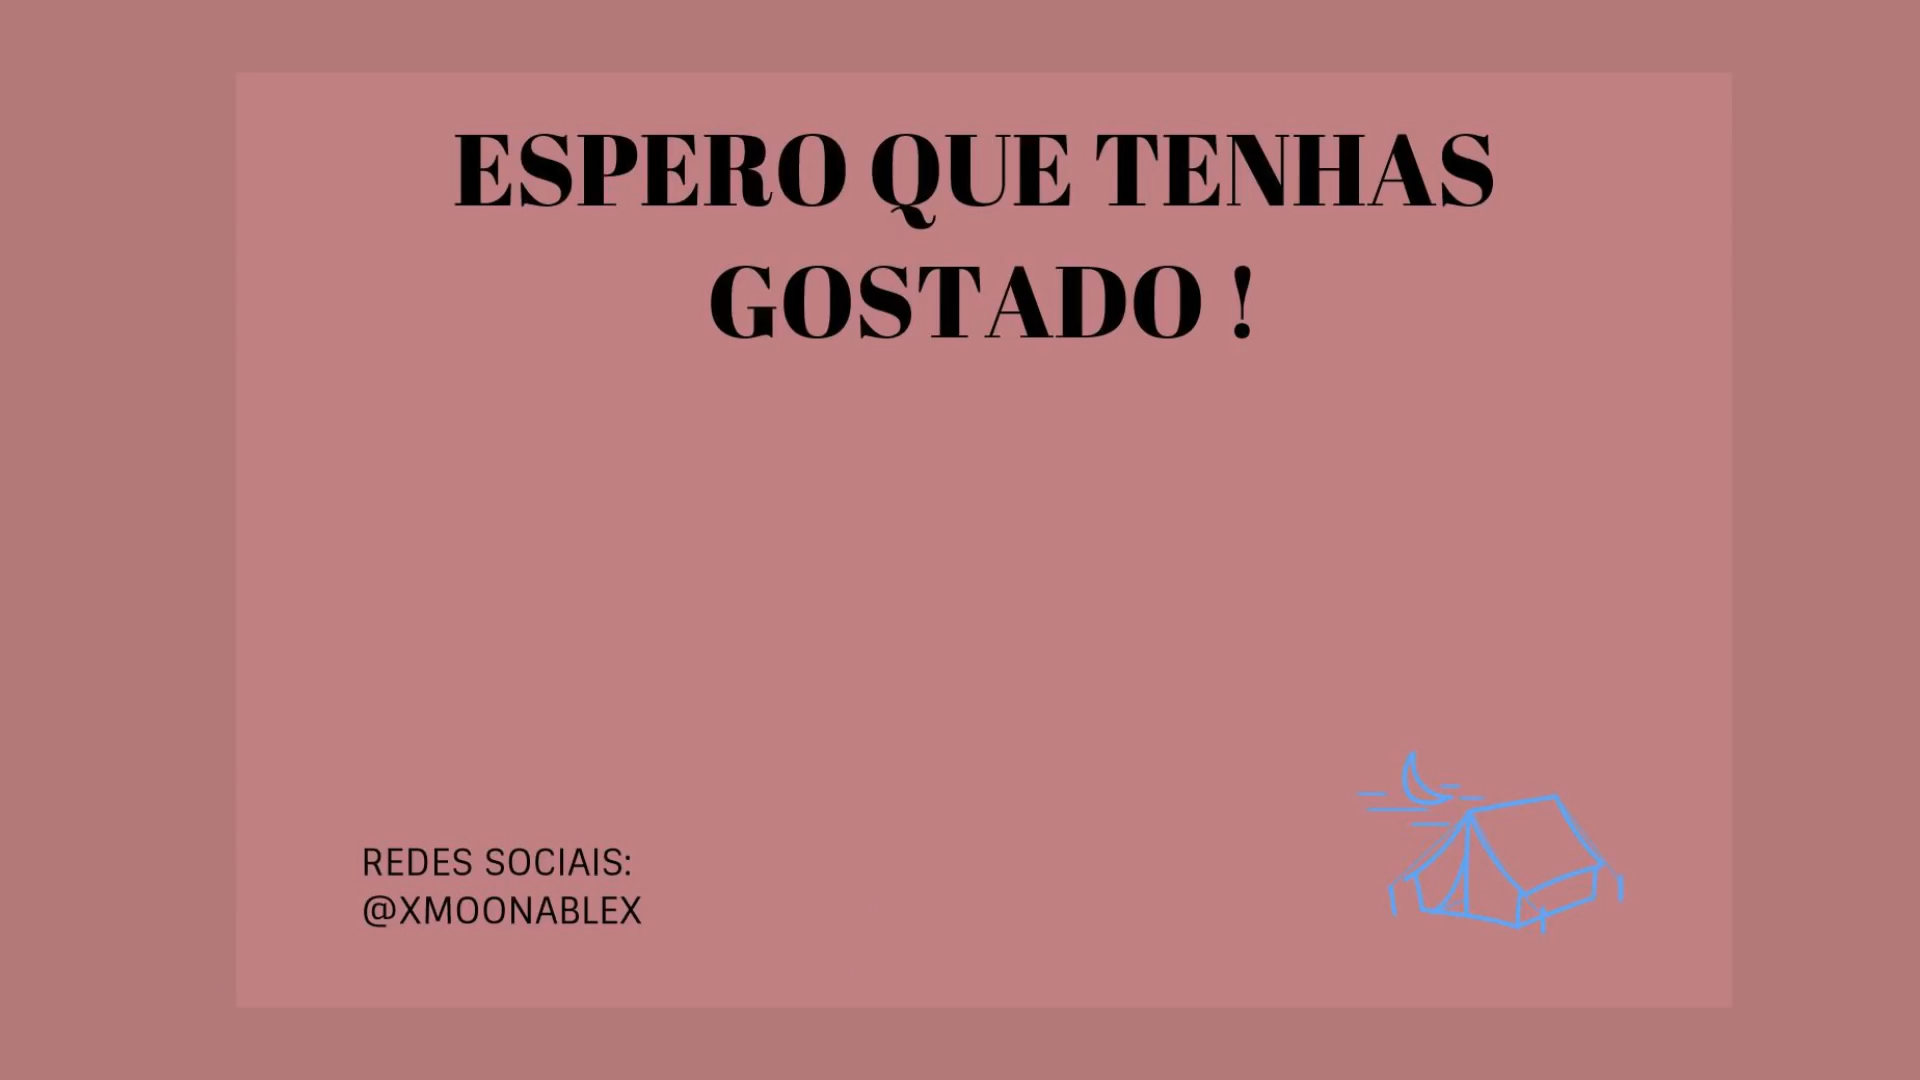 ESPERO QUE TENHAS
GOSTADO !
REDES SOCIAIS:
@XMOONABLEX